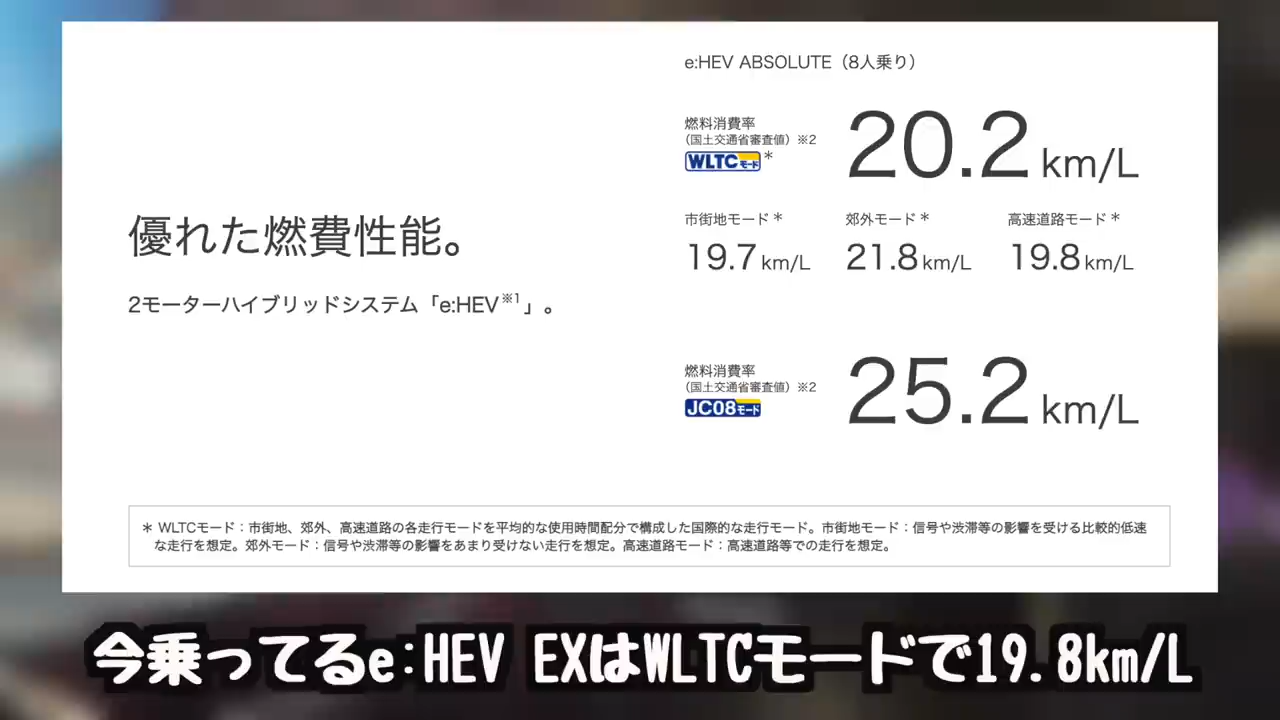 優れた燃費性能。
2モーターハイブリッドシステム「e:HEV※1」。
e:HEV ABSOLUTE（8人乗り）
燃料消費率
（国土交通省審査値）※2
WLTCモード＊
20.2 km/L
市街地モード＊ 郊外モード＊ 高速道路モード＊
19.7 km/L 21.8 km/L 19.8 km/L
燃料消費率
（国土交通省審査値）※2
JC08モード
25.2 km/L
＊ WLTCモード：市街地、郊外、高速道路の各走行モードを平均的な使用時間配分で構成した国際的な走行モード。市街地モード：信号や渋滞等の影響を受ける比較的低速
な走行を想定。郊外モード：信号や渋滞等の影響をあまり受けない走行を想定。高速道路モード：高速道路等での走行を想定。
今乗ってるe:HEV EXはWLTCモードで19.8km/L